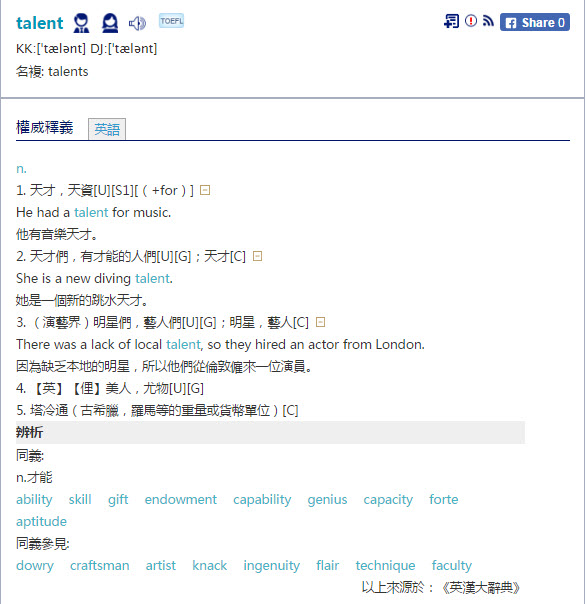 talent TOEFL Share 0
KK:[ˈtælənt] DJ:[ˈtælənt]
名複: talents
權威釋義 英語
n.
1. 天才，天資[U][S1][（+for）]
He had a talent for music.
他有音樂天才。
2. 天才們，有才能的人們[U][G]；天才[C]
She is a new diving talent.
她是一個新的跳水天才。
3. （演藝界）明星們，藝人們[U][G]；明星，藝人[C]
There was a lack of local talent, so they hired an actor from London.
因為缺乏本地的明星，所以他們從倫敦僱來一位演員。
4. 【英】【俚】美人，尤物[U][G]
5. 塔冷通（古希臘，羅馬等的重量或貨幣單位）[C]
辨析
同義:
n.才能
ability skill gift endowment capability genius capacity forte
aptitude
同義參見:
dowry craftsman artist knack ingenuity flair technique faculty
以上來源於：《英漢大辭典》